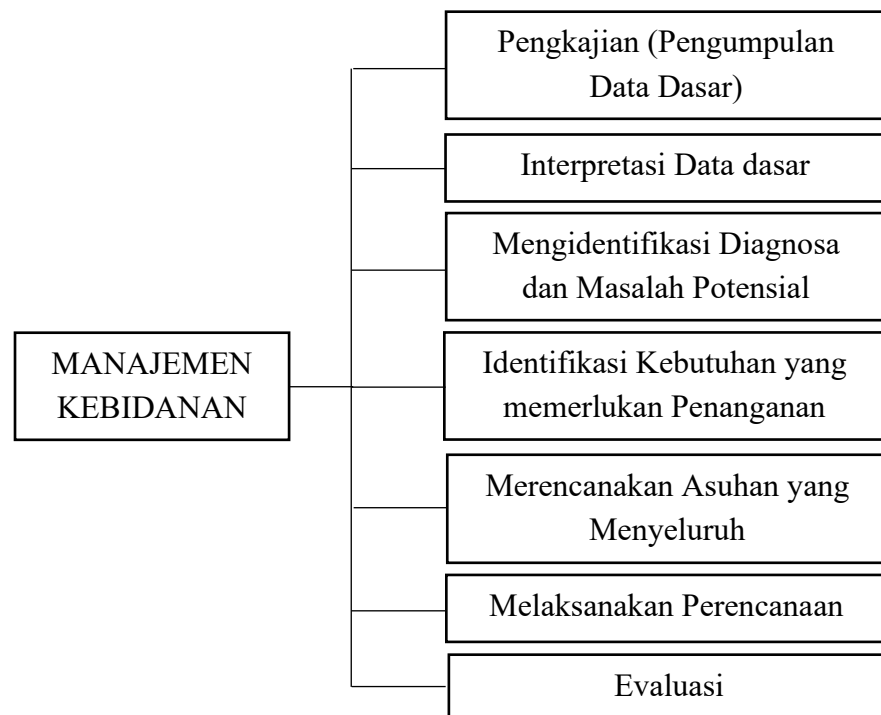 Pengkajian (Pengumpulan
Data Dasar)
Interpretasi Data dasar
Mengidentifikasi Diagnosa
dan Masalah Potensial
MANAJEMEN
KEBIDANAN
Identifikasi Kebutuhan yang
memerlukan Penanganan
Merencanakan Asuhan yang
Menyeluruh
Melaksanakan Perencanaan
Evaluasi